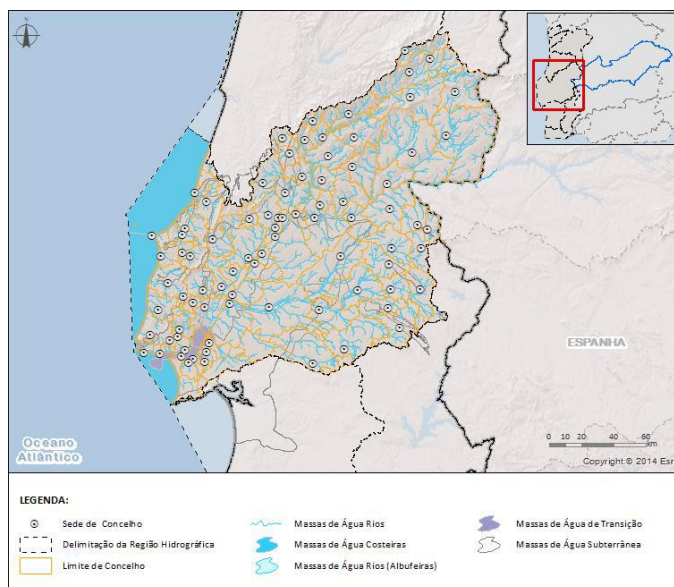 N
ESPANHA
Oceano
Atlântico
0 10 20 40 60
km
Copyright:© 2014 Esri
LEGENDA:
Sede de Concelho
Delimitação da Região Hidrográfica
Limite de Concelho
Massas de Água Rios
Massas de Água Costeiras
Massas de Água Rios (Albufeiras)
Massas de Água de Transição
Massas de Água Subterrânea